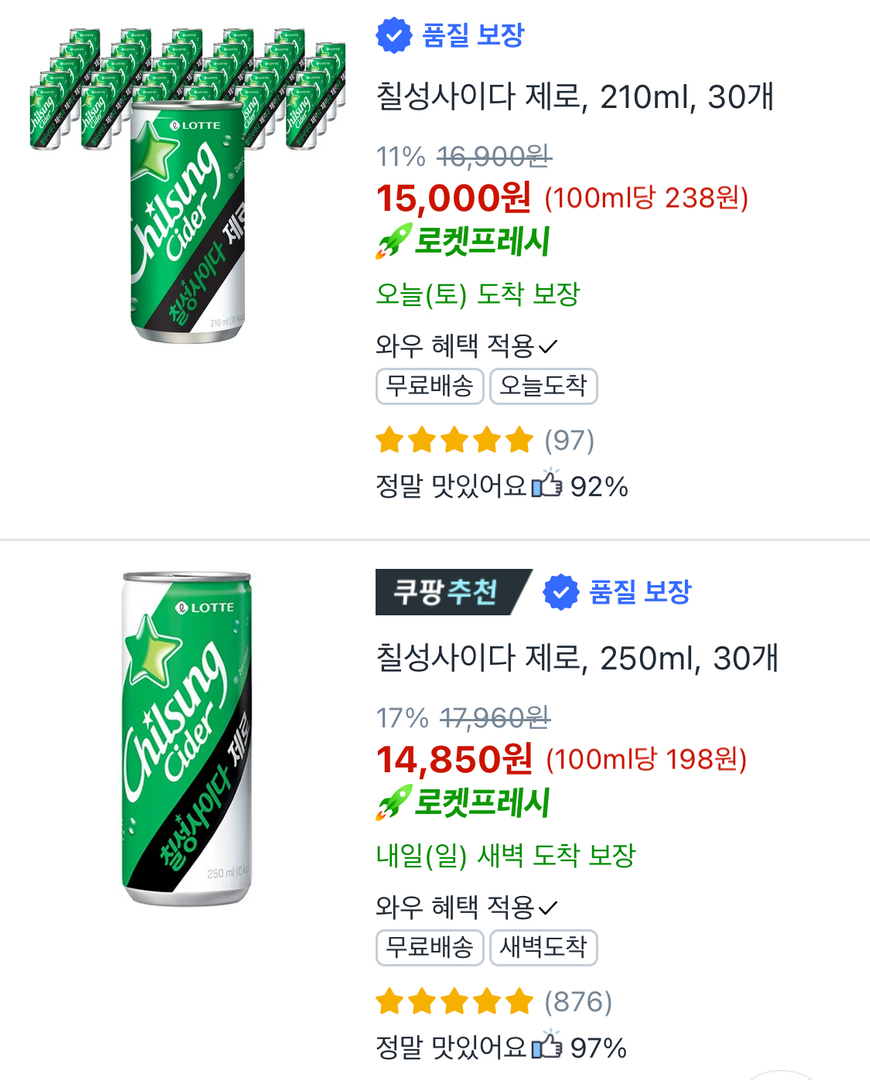 품질 보장
칠성사이다 제로, 210ml, 30개
11% 16,900원
15,000원 (100ml당 238원)
로켓프레시
오늘(토) 도착 보장
와우 혜택 적용
무료배송 오늘도착
(97)
정말 맛있어요 92%
LOTTE
Chilsung
Cider
제로
칠성사이다
210 ml
쿠팡추천 품질 보장
칠성사이다 제로, 250ml, 30개
17% 17,960원
14,850원 (100ml당 198원)
로켓프레시
내일(일) 새벽 도착 보장
와우 혜택 적용
무료배송 새벽도착
(876)
정말 맛있어요 97%
LOTTE
Chilsung
Cider
제로
칠성사이다
250 ml